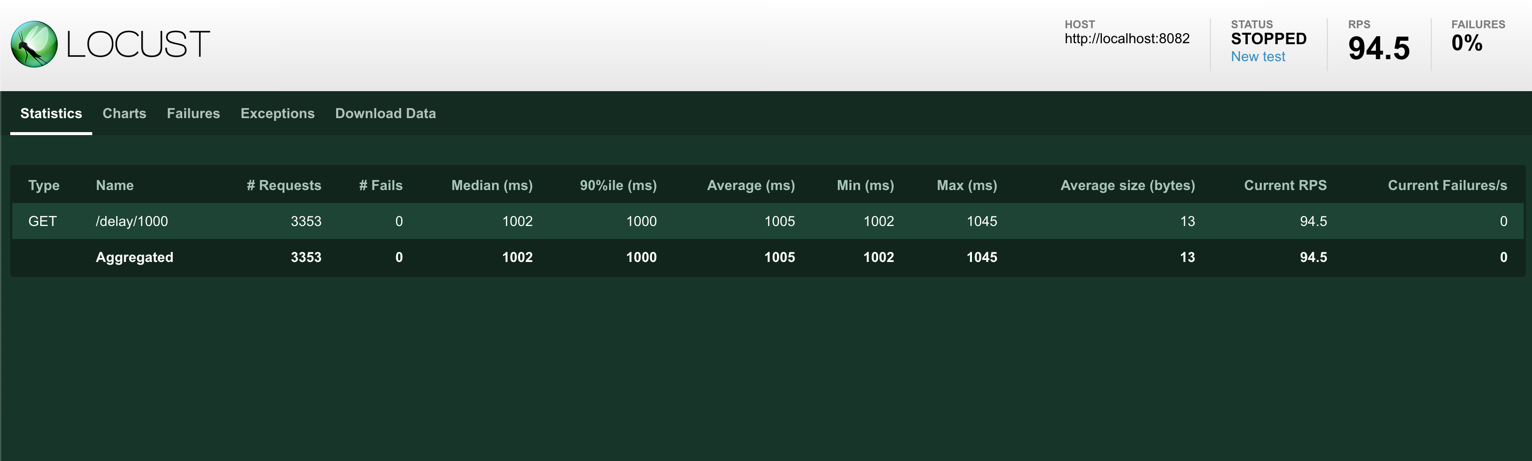 LOCUST
HOST
http://localhost:8082
STATUS
STOPPED
New test
RPS
94.5
FAILURES
0%
Statistics Charts Failures Exceptions Download Data
Type Name # Requests # Fails Median (ms) 90%ile (ms) Average (ms) Min (ms) Max (ms) Average size (bytes) Current RPS Current Failures/s
GET /delay/1000 3353 0 1002 1000 1005 1002 1045 13 94.5 0
Aggregated 3353 0 1002 1000 1005 1002 1045 13 94.5 0